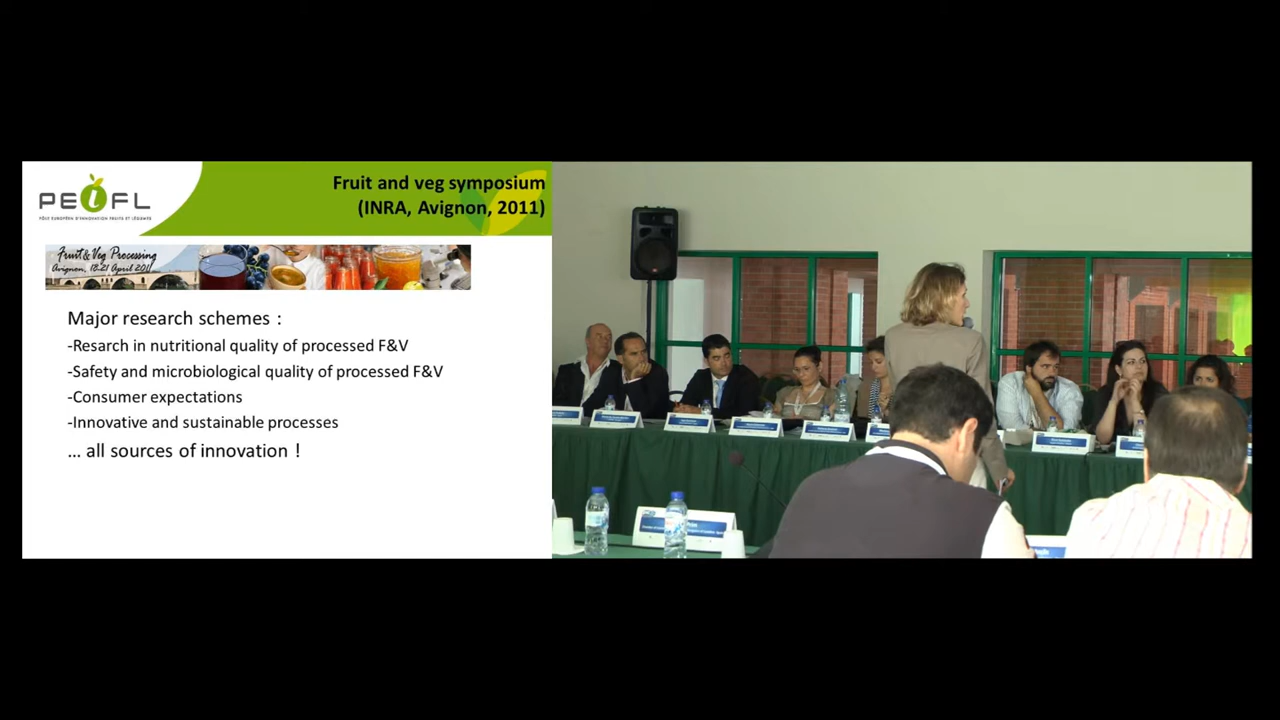 PEiFL
PÔLE EUROPÉEN D'INNOVATION FRUITS ET LÉGUMES
Fruit and veg symposium
(INRA, Avignon, 2011)
Fruit&Veg Processing
Avignon, 18-21 April 2011
Major research schemes :
-Resarch in nutritional quality of processed F&V
-Safety and microbiological quality of processed F&V
-Consumer expectations
-Innovative and sustainable processes
... all sources of innovation !